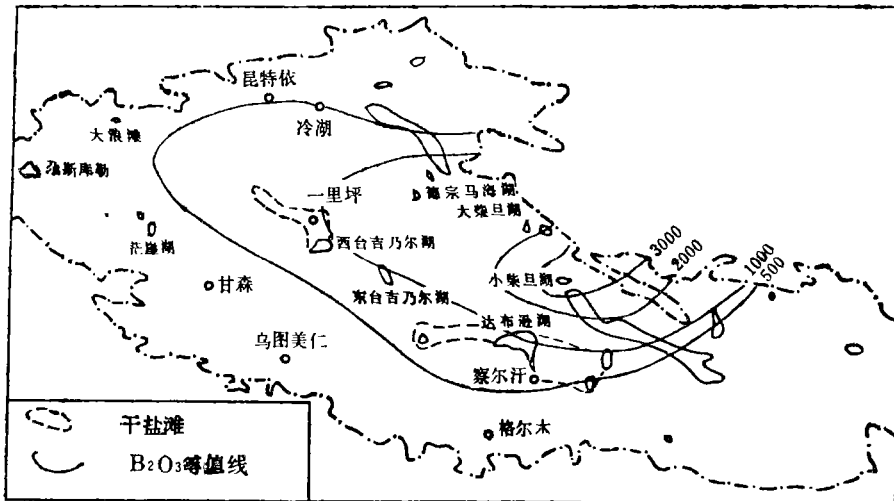 昆特依
冷湖
大浪滩
尕斯库勒
一里坪
德宗马海湖
大柴旦湖
茫崖湖
西台吉乃尔湖
3000
2000
1000
500
甘森
东台吉乃尔湖
小柴旦湖
达布逊湖
乌图美仁
察尔汗
格尔木
干盐滩
B₂O₃等值线